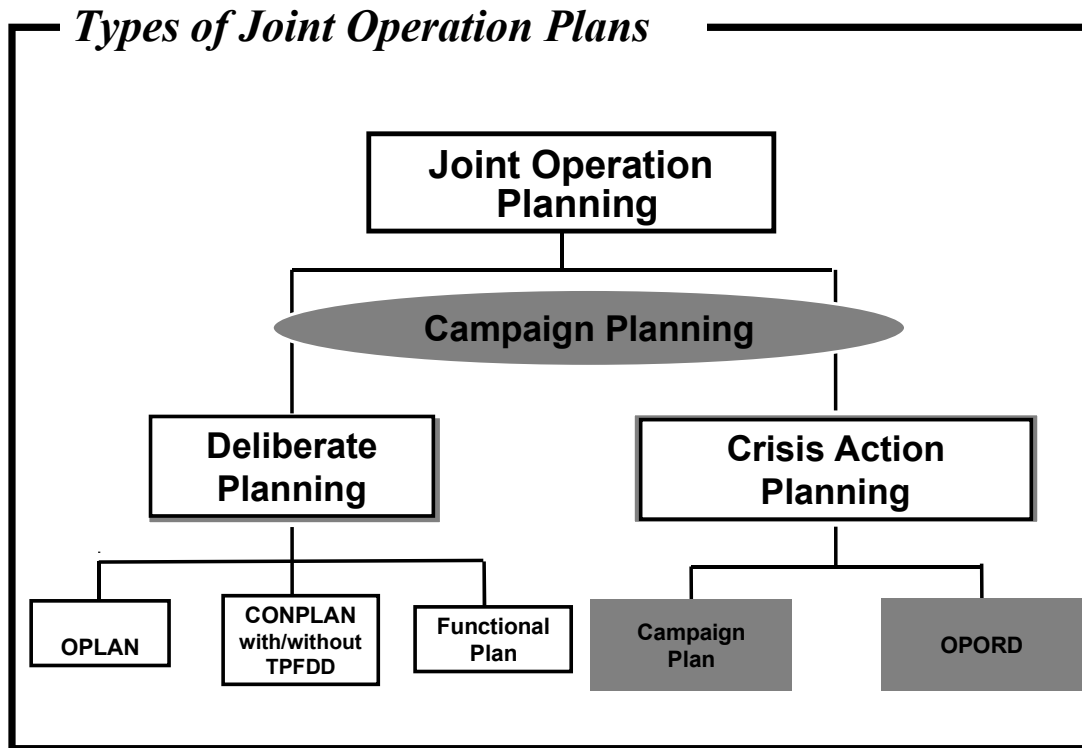 Types of Joint Operation Plans
Joint Operation
Planning
Campaign Planning
Deliberate
Planning
Crisis Action
Planning
OPLAN
CONPLAN
with/without
TPFDD
Functional
Plan
Campaign
Plan
OPORD